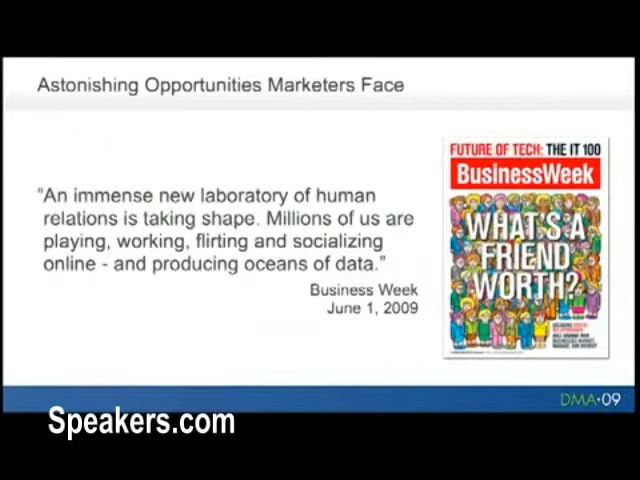 Astonishing Opportunities Marketers Face
"An immense new laboratory of human
relations is taking shape. Millions of us are
playing, working, flirting and socializing
online - and producing oceans of data."
Business Week
June 1, 2009
FUTURE OF TECH: THE IT 100
BusinessWeek
WHAT'S A
FRIEND
WORTH?
DMA·09
Speakers.com